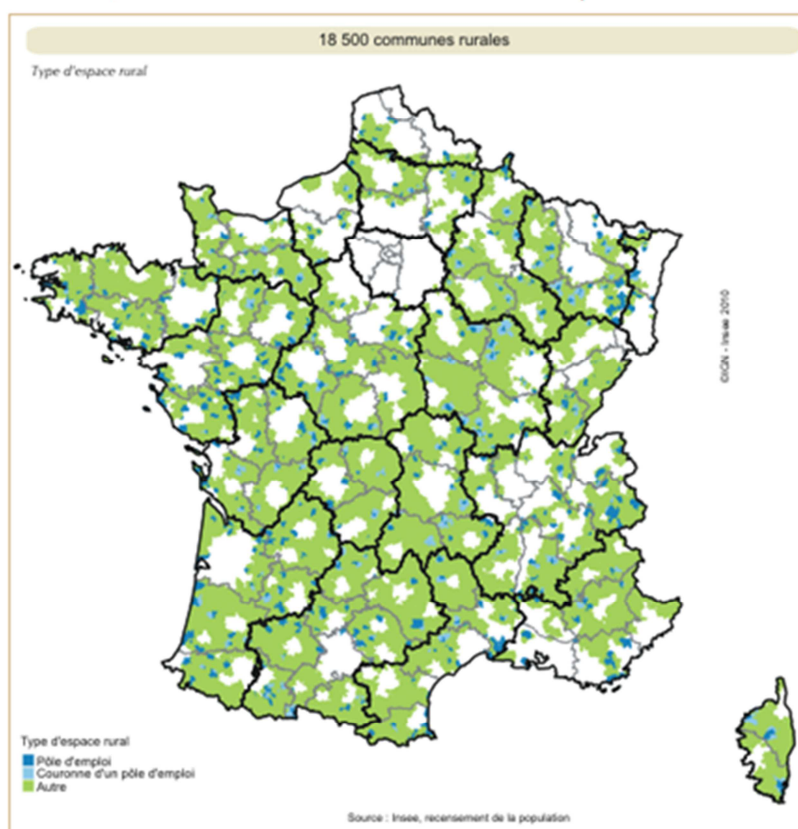 18 500 communes rurales
Type d'espace rural
©IGN - Insee 2010
Type d'espace rural
Pôle d'emploi
Couronne d'un pôle d'emploi
Autre
Source : Insee, recensement de la population